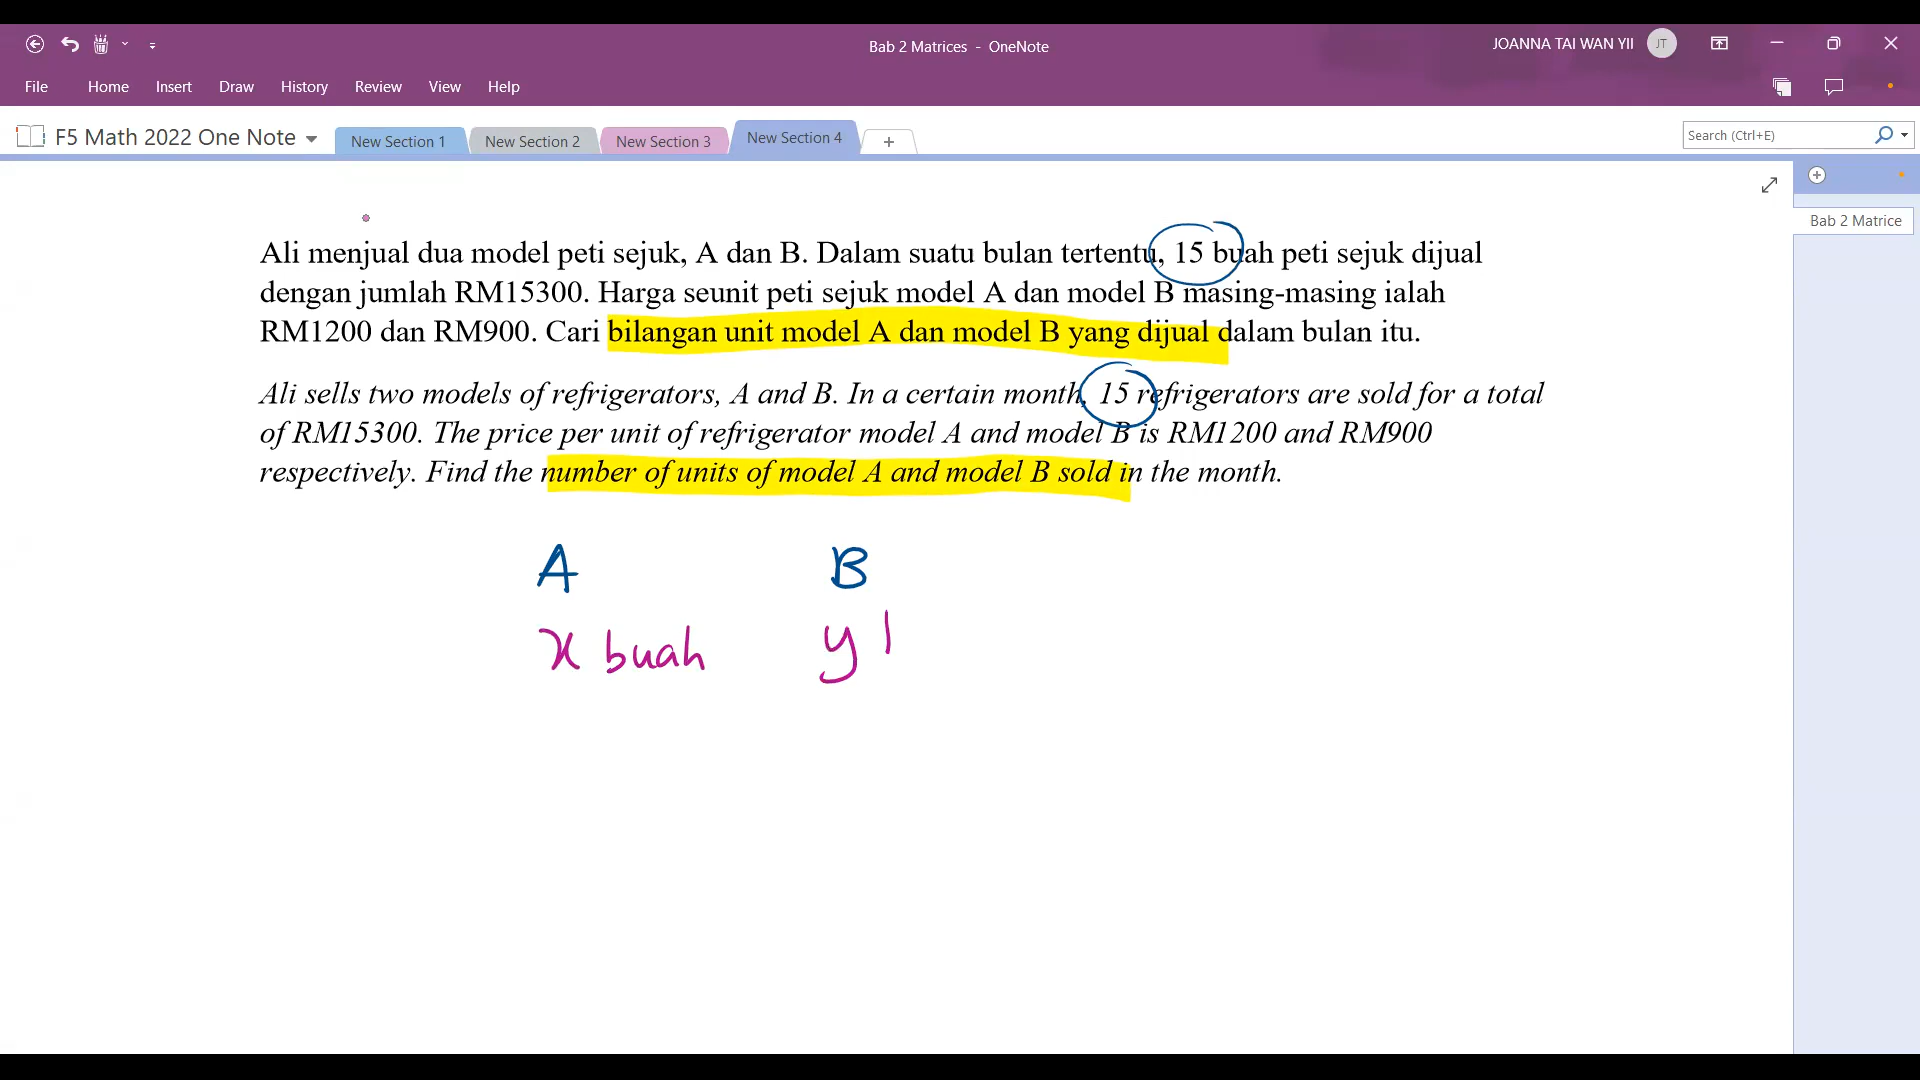 Bab 2 Matrices - OneNote
JOANNA TAI WAN YII JT
File Home Insert Draw History Review View Help
F5 Math 2022 One Note New Section 1 New Section 2 New Section 3 New Section 4 + Search (Ctrl+E)
Bab 2 Matrice
Ali menjual dua model peti sejuk, A dan B. Dalam suatu bulan tertentu, 15 buah peti sejuk dijual
dengan jumlah RM15300. Harga seunit peti sejuk model A dan model B masing-masing ialah
RM1200 dan RM900. Cari bilangan unit model A dan model B yang dijual dalam bulan itu.
Ali sells two models of refrigerators, A and B. In a certain month, 15 refrigerators are sold for a total
of RM15300. The price per unit of refrigerator model A and model B is RM1200 and RM900
respectively. Find the number of units of model A and model B sold in the month.
A B
x buah y l